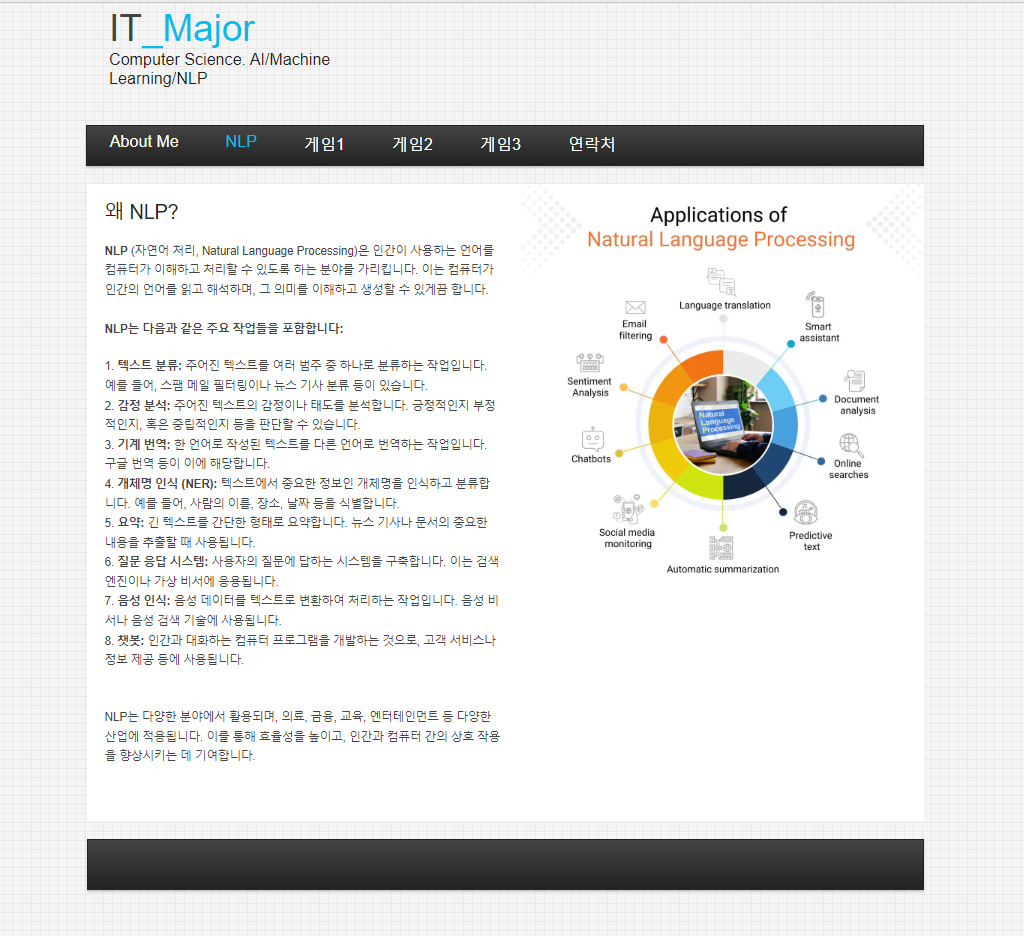 IT_Major
Computer Science. AI/Machine
Learning/NLP
About Me NLP 게임1 게임2 게임3 연락처
왜 NLP?
NLP (자연어 처리, Natural Language Processing)은 인간이 사용하는 언어를
컴퓨터가 이해하고 처리할 수 있도록 하는 분야를 가리킵니다. 이는 컴퓨터가
인간의 언어를 읽고 해석하며, 그 의미를 이해하고 생성할 수 있게끔 합니다.
NLP는 다음과 같은 주요 작업들을 포함합니다:
1. 텍스트 분류: 주어진 텍스트를 여러 범주 중 하나로 분류하는 작업입니다.
예를 들어, 스팸 메일 필터링이나 뉴스 기사 분류 등이 있습니다.
2. 감정 분석: 주어진 텍스트의 감정이나 태도를 분석합니다. 긍정적인지 부정
적인지, 혹은 중립적인지 등을 판단할 수 있습니다.
3. 기계 번역: 한 언어로 작성된 텍스트를 다른 언어로 번역하는 작업입니다.
구글 번역 등이 이에 해당합니다.
4. 개체명 인식 (NER): 텍스트에서 중요한 정보인 개체명을 인식하고 분류합
니다. 예를 들어, 사람의 이름, 장소, 날짜 등을 식별합니다.
5. 요약: 긴 텍스트를 간단한 형태로 요약합니다. 뉴스 기사나 문서의 중요한
내용을 추출할 때 사용됩니다.
6. 질문 응답 시스템: 사용자의 질문에 답하는 시스템을 구축합니다. 이는 검색
엔진이나 가상 비서에 응용됩니다.
7. 음성 인식: 음성 데이터를 텍스트로 변환하여 처리하는 작업입니다. 음성 비
서나 음성 검색 기술에 사용됩니다.
8. 챗봇: 인간과 대화하는 컴퓨터 프로그램을 개발하는 것으로, 고객 서비스나
정보 제공 등에 사용됩니다.
NLP는 다양한 분야에서 활용되며, 의료, 금융, 교육, 엔터테인먼트 등 다양한
산업에 적용됩니다. 이를 통해 효율성을 높이고, 인간과 컴퓨터 간의 상호 작용
을 향상시키는 데 기여합니다.
Applications of
Natural Language Processing
Language translation
Email
filtering
Smart
assistant
Sentiment
Analysis
Document
analysis
Natural
Language
Processing
Chatbots
Online
searches
Social media
monitoring
Predictive
text
Automatic summarization